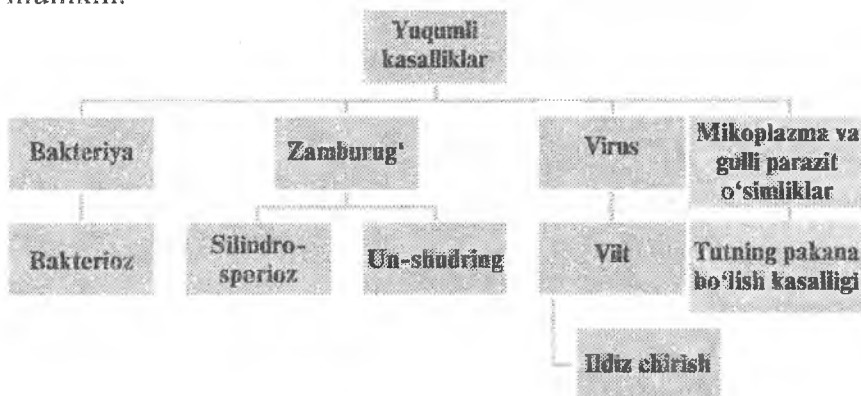 Yuqumli
kasalliklar
Bakteriya
Zamburug‘
Virus
Mikoplazma va
gulli parazit
o‘simliklar
Bakterioz
Silindro-
sporioz
Un-shudring
Vilt
Tutning pakana
bo‘lish kasalligi
Ildiz chirish